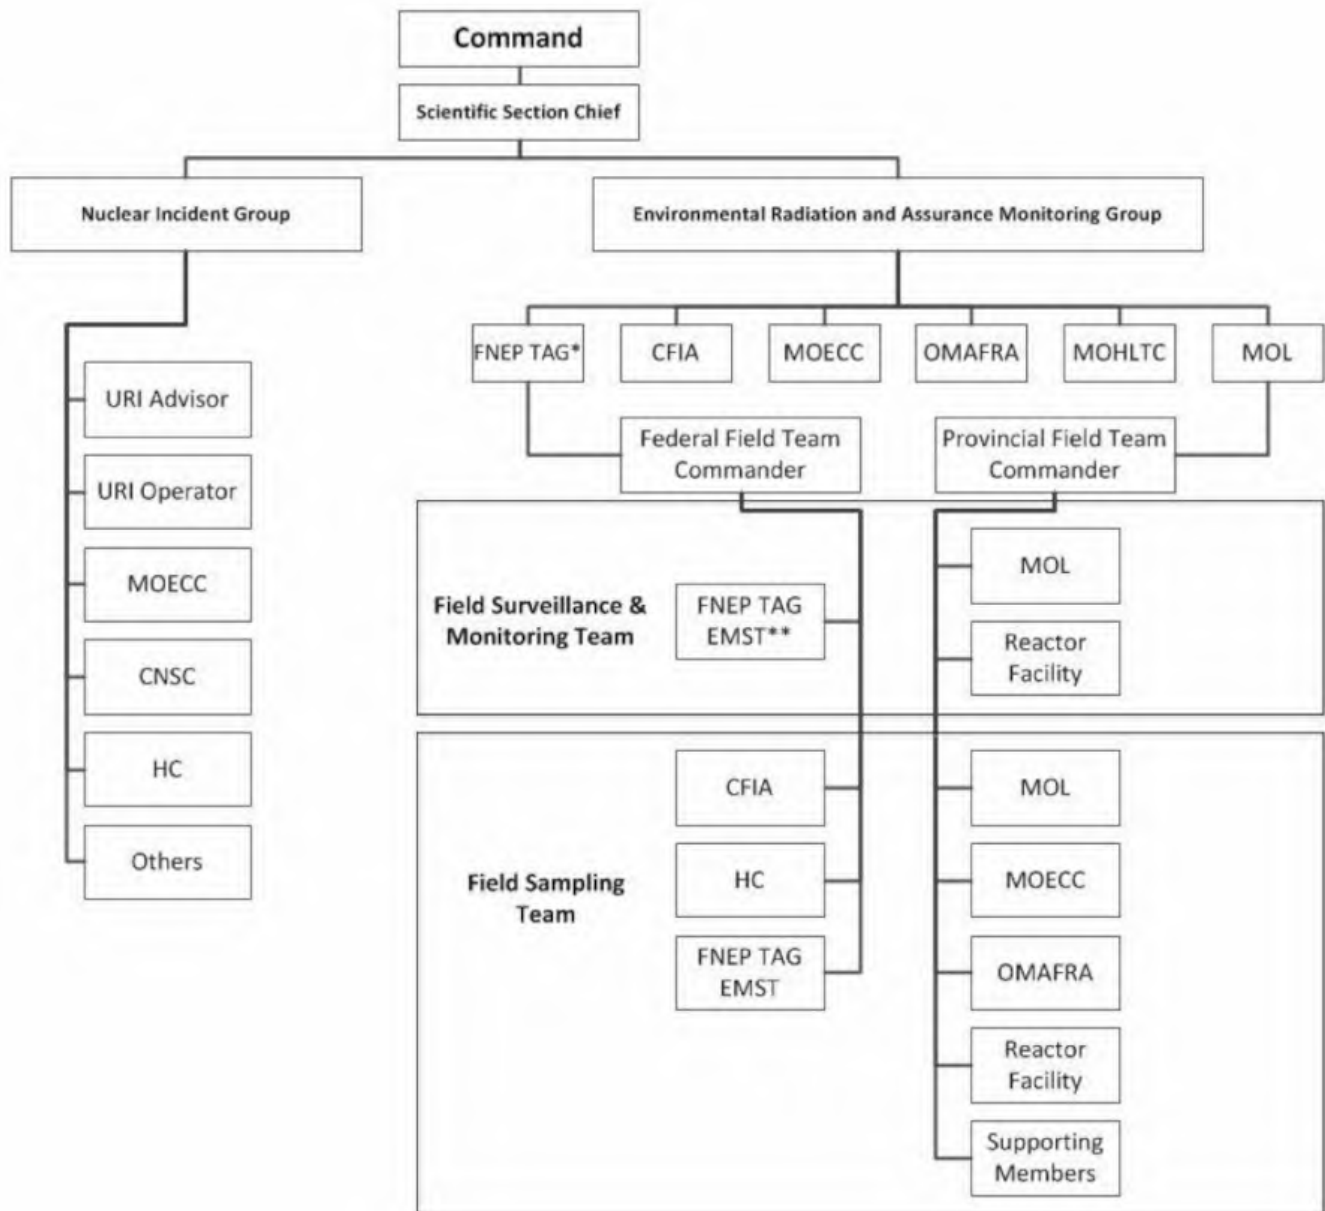 Command
Scientific Section Chief
Nuclear Incident Group
Environmental Radiation and Assurance Monitoring Group
URI Advisor
URI Operator
MOECC
CNSC
HC
Others
FNEP TAG*
CFIA
MOECC
OMAFRA
MOHLTC
MOL
Federal Field Team
Commander
Provincial Field Team
Commander
Field Surveillance &
Monitoring Team
FNEP TAG
EMST**
MOL
Reactor
Facility
Field Sampling
Team
CFIA
HC
FNEP TAG
EMST
MOL
MOECC
OMAFRA
Reactor
Facility
Supporting
Members